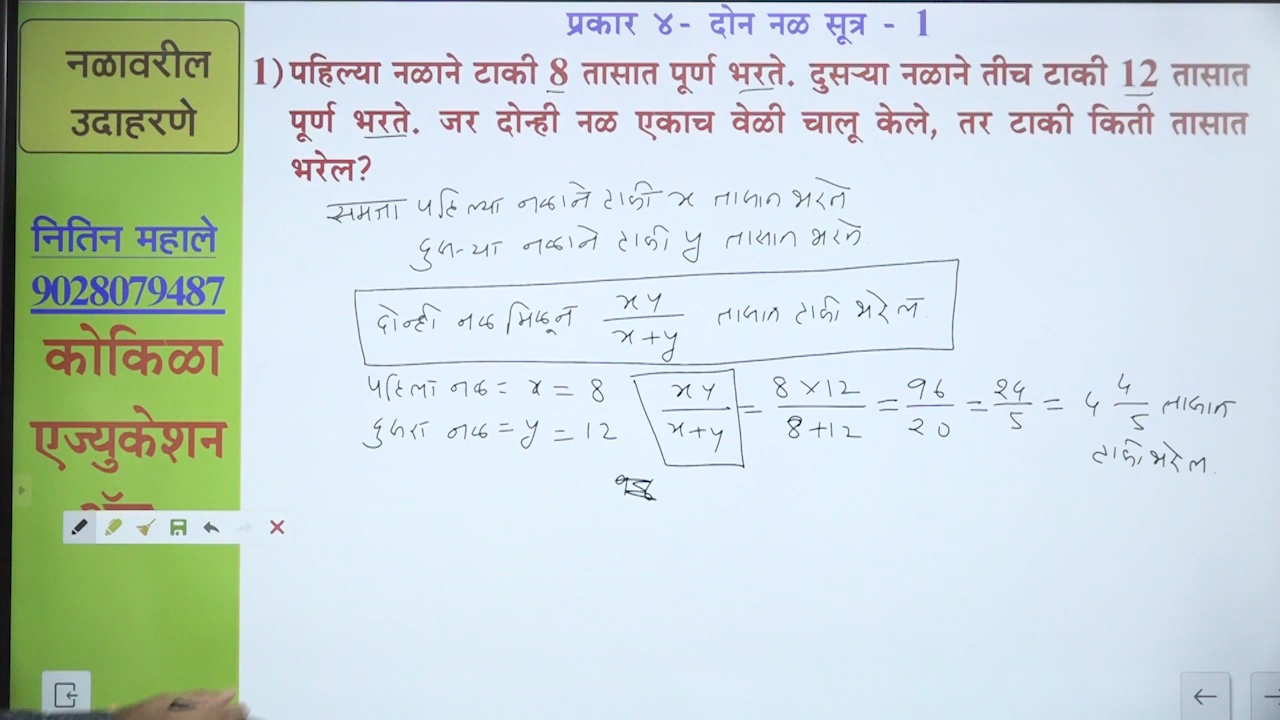 प्रकार ४- दोन नळ सूत्र - 1
नळावरील
उदाहरणे
1) पहिल्या नळाने टाकी 8 तासात पूर्ण भरते. दुसऱ्या नळाने तीच टाकी 12 तासात
पूर्ण भरते. जर दोन्ही नळ एकाच वेळी चालू केले, तर टाकी किती तासात
भरेल?
नितिन महाले
9028079487
कोकिळा
एज्युकेशन
समजा पहिल्या नळाने टाकी x तासात भरते
दुसऱ्या नळाने टाकी y तासात भरते
दोन्ही नळ मिळून xy/x+y तासात टाकी भरेल.
पहिला नळ = x = 8
दुसरा नळ = y = 12
xy/x+y = 8×12/8+12 = 96/20 = 24/5 = 4 4/5 तासात
टाकी भरेल.